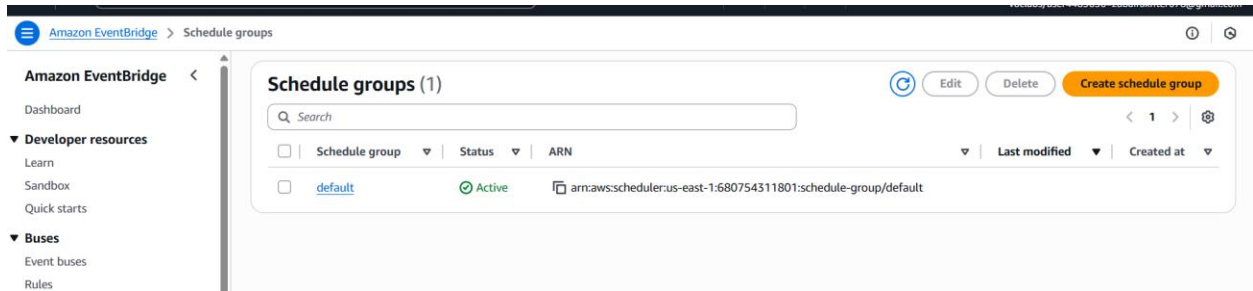 Amazon EventBridge > Schedule groups
Amazon EventBridge
Dashboard
Developer resources
Learn
Sandbox
Quick starts
Buses
Event buses
Rules
Schedule groups (1)
Edit Delete Create schedule group
Search
1
Schedule group Status ARN Last modified Created at
default Active arn:aws:scheduler:us-east-1:680754311801:schedule-group/default